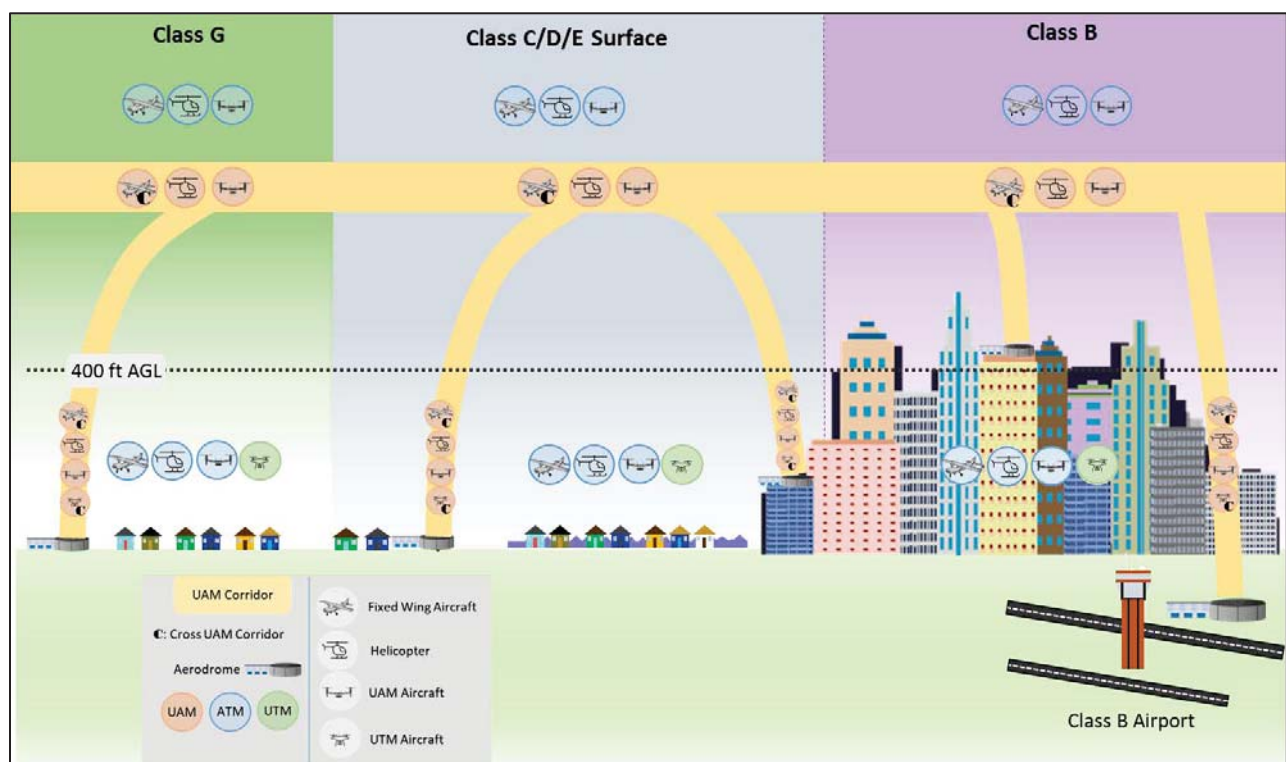 Class G
Class C/D/E Surface
Class B
C
C
C
400 ft AGL
C
C
C
C
C
C
C
C
UAM Corridor
C: Cross UAM Corridor
Aerodrome
UAM
ATM
UTM
Fixed Wing Aircraft
Helicopter
UAM Aircraft
UTM Aircraft
Class B Airport